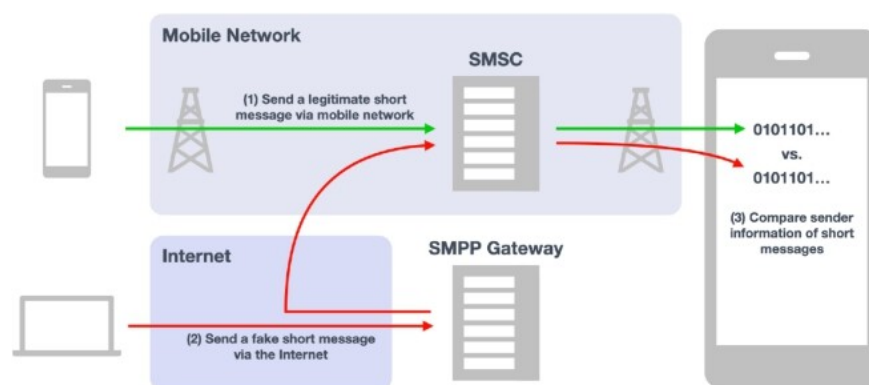 Mobile Network
SMSC
(1) Send a legitimate short
message via mobile network
0101101...
vs.
0101101...
(3) Compare sender
information of short
messages
Internet
SMPP Gateway
(2) Send a fake short message
via the Internet